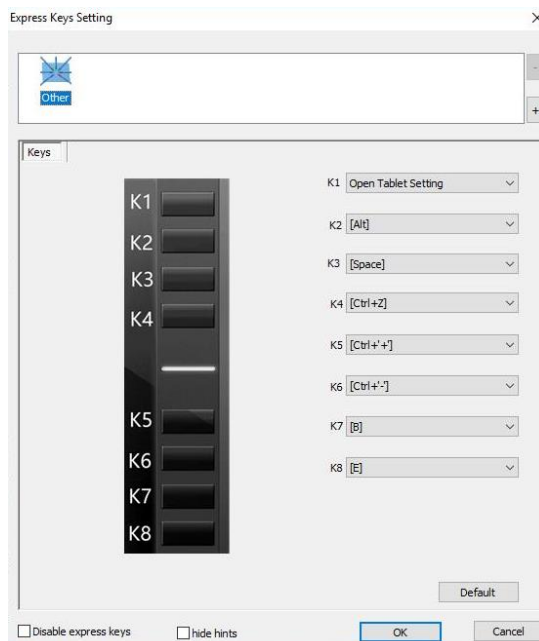 Express Keys Setting
Other
-
+
Keys
K1
K2
K3
K4
K5
K6
K7
K8
K1 Open Tablet Setting
K2 [Alt]
K3 [Space]
K4 [Ctrl+Z]
K5 [Ctrl+'+']
K6 [Ctrl+'-']
K7 [B]
K8 [E]
Default
Disable express keys
hide hints
OK
Cancel